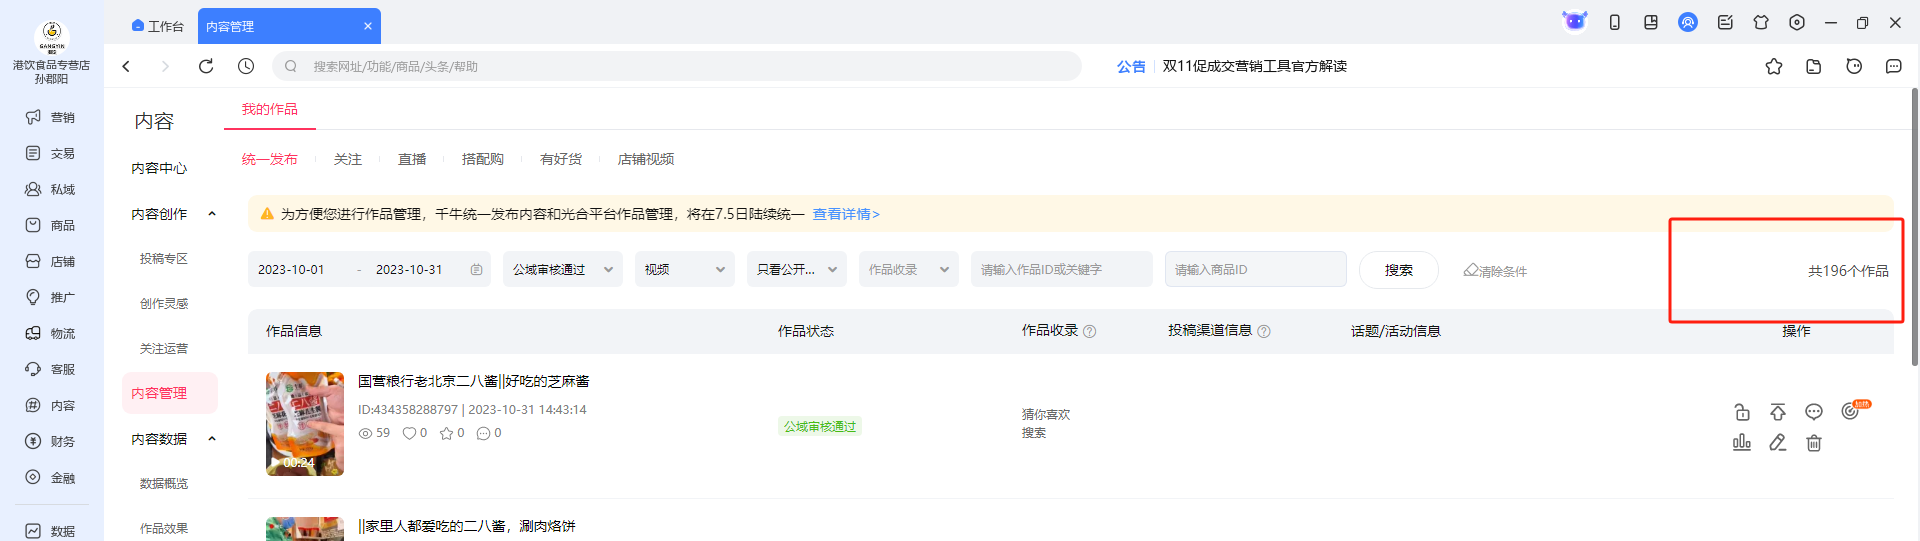 GANGYIN
港饮食品专营店
孙郡阳
营销
交易
私域
商品
店铺
推广
物流
客服
内容
财务
金融
数据
工作台
内容管理
搜索网址/功能/商品/头条/帮助
公告
双11促成交营销工具官方解读
内容
内容中心
内容创作
投稿专区
创作灵感
关注运营
内容管理
内容数据
数据概览
作品效果
我的作品
统一发布 关注 直播 搭配购 有好货 店铺视频
为方便您进行作品管理，千牛统一发布内容和光合平台作品管理，将在7.5日陆续统一 查看详情>
2023-10-01 - 2023-10-31 公域审核通过 视频 只看公开... 作品收录 请输入作品ID或关键字 请输入商品ID 搜索 清除条件 共196个作品
作品信息 作品状态 作品收录 投稿渠道信息 话题/活动信息 操作
国营粮行老北京二八酱||好吃的芝麻酱
ID:434358288797 | 2023-10-31 14:43:14
59 0 0 0
00:24
公域审核通过
猜你喜欢
搜索
||家里人都爱吃的二八酱，涮肉烙饼